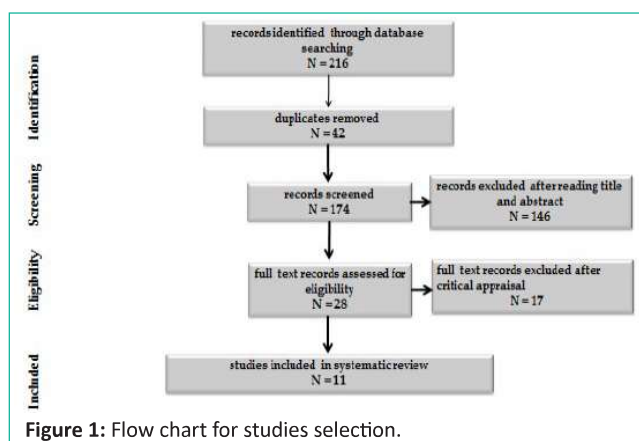 Identification
records identified through database
searching
N = 216
duplicates removed
N = 42
Screening
records screened
N = 174
records excluded after reading title
and abstract
N = 146
Eligibility
full text records assessed for
eligibility
N = 28
full text records excluded after
critical appraisal
N = 17
Included
studies included in systematic review
N = 11
Figure 1: Flow chart for studies selection.